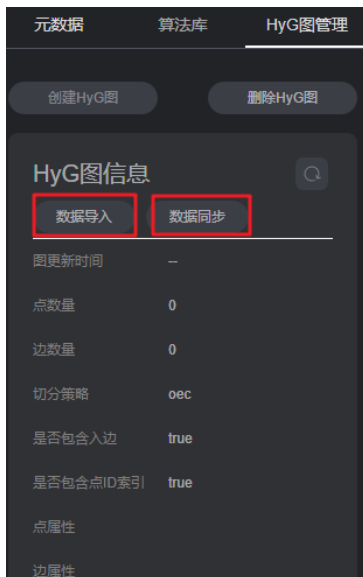 元数据 算法库 HyG图管理
创建HyG图 删除HyG图
HyG图信息
数据导入 数据同步
图更新时间 --
点数量 0
边数量 0
切分策略 oec
是否包含入边 true
是否包含点ID索引 true
点属性
边属性